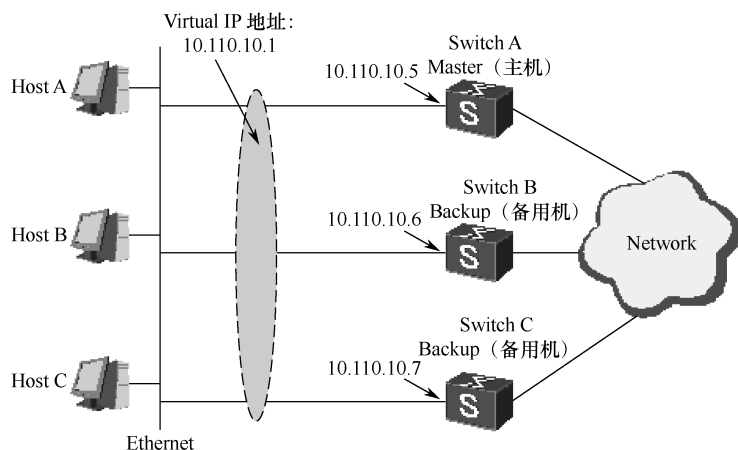 Virtual IP 地址:
10.110.10.1
Switch A
Master（主机）
10.110.10.5
Host A
S
Switch B
Backup（备用机）
10.110.10.6
Host B
S
Network
Switch C
Backup（备用机）
10.110.10.7
Host C
S
Ethernet